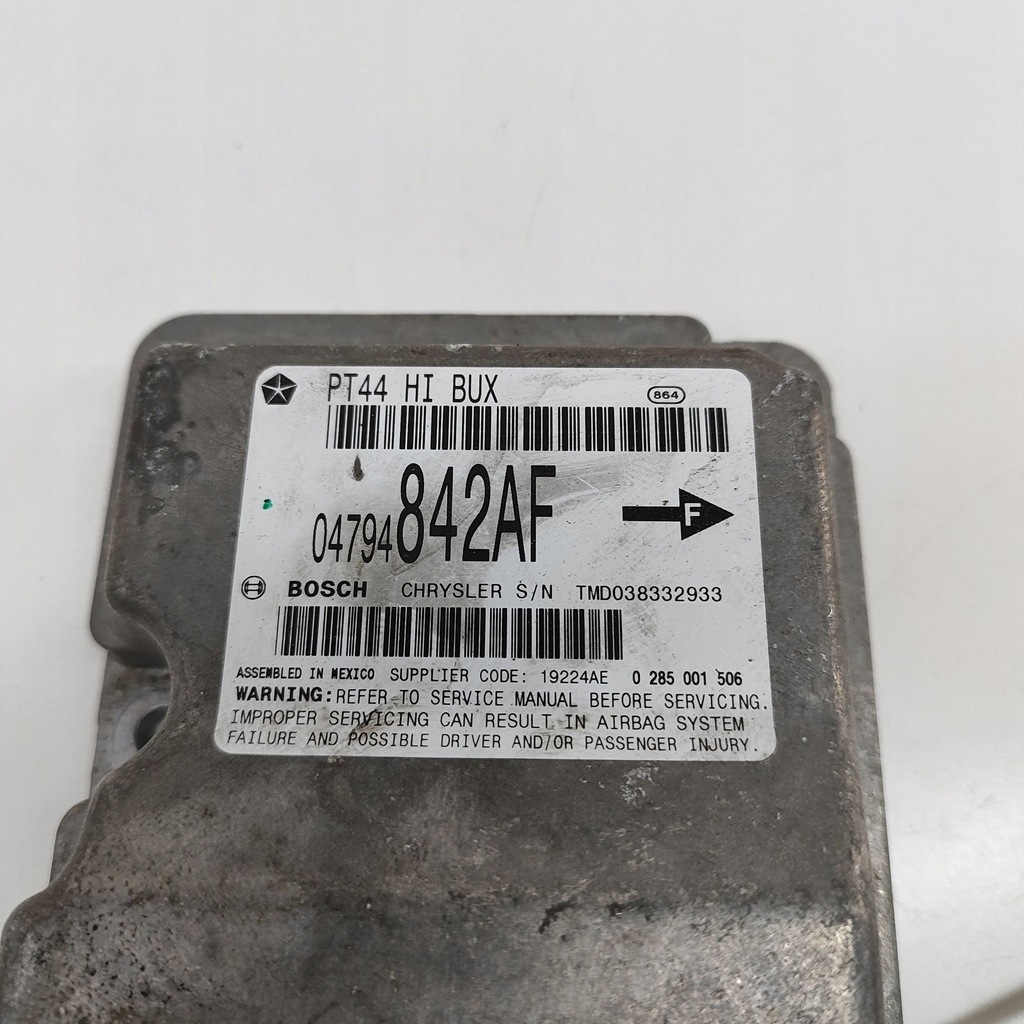 PT44 HI BUX 864
04794842AF F
BOSCH CHRYSLER S/N TMD038332933
ASSEMBLED IN MEXICO SUPPLIER CODE: 19224AE 0 285 001 506
WARNING: REFER TO SERVICE MANUAL BEFORE SERVICING.
IMPROPER SERVICING CAN RESULT IN AIRBAG SYSTEM
FAILURE AND POSSIBLE DRIVER AND/OR PASSENGER INJURY.